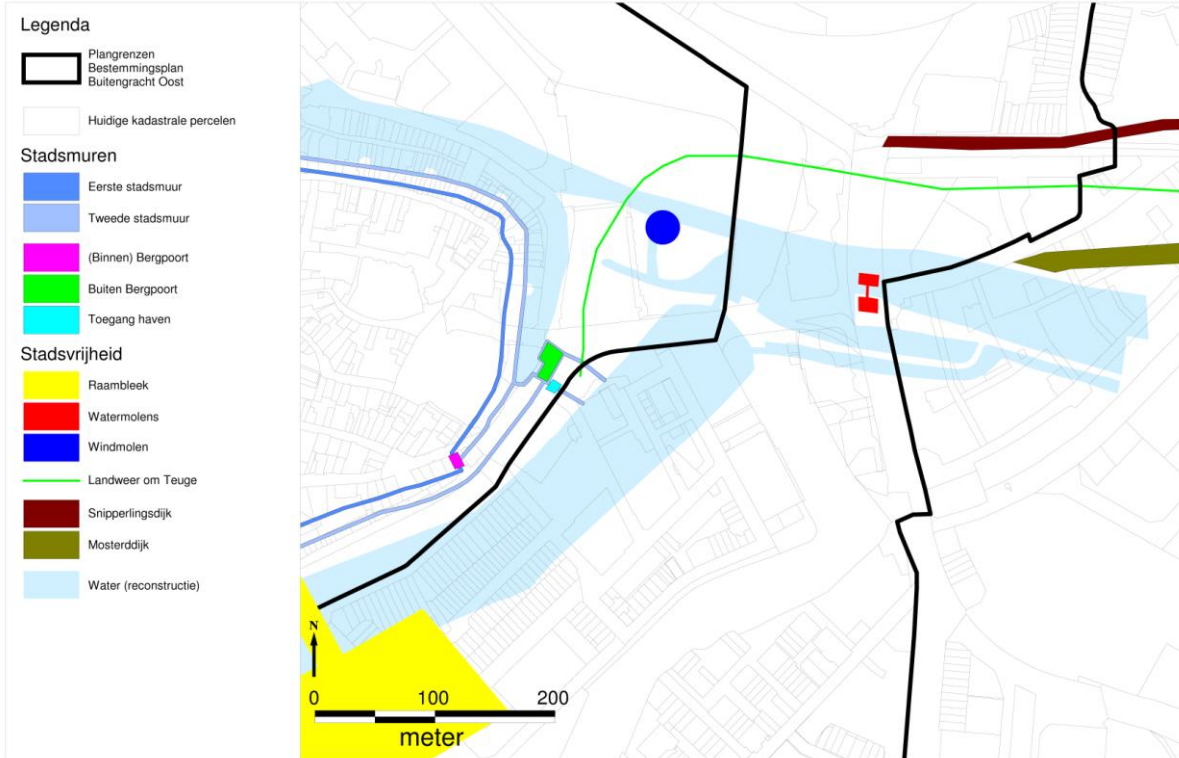 Legenda
Plangrenzen
Bestemmingsplan
Buitengracht Oost
Huidige kadastrale percelen
Stadsmuren
Eerste stadsmuur
Tweede stadsmuur
(Binnen) Bergpoort
Buiten Bergpoort
Toegang haven
Stadsvrijheid
Raambleek
Watermolens
Windmolen
Landweer om Teuge
Snipperlingsdijk
Mosterddijk
Water (reconstructie)
N
0 100 200
meter